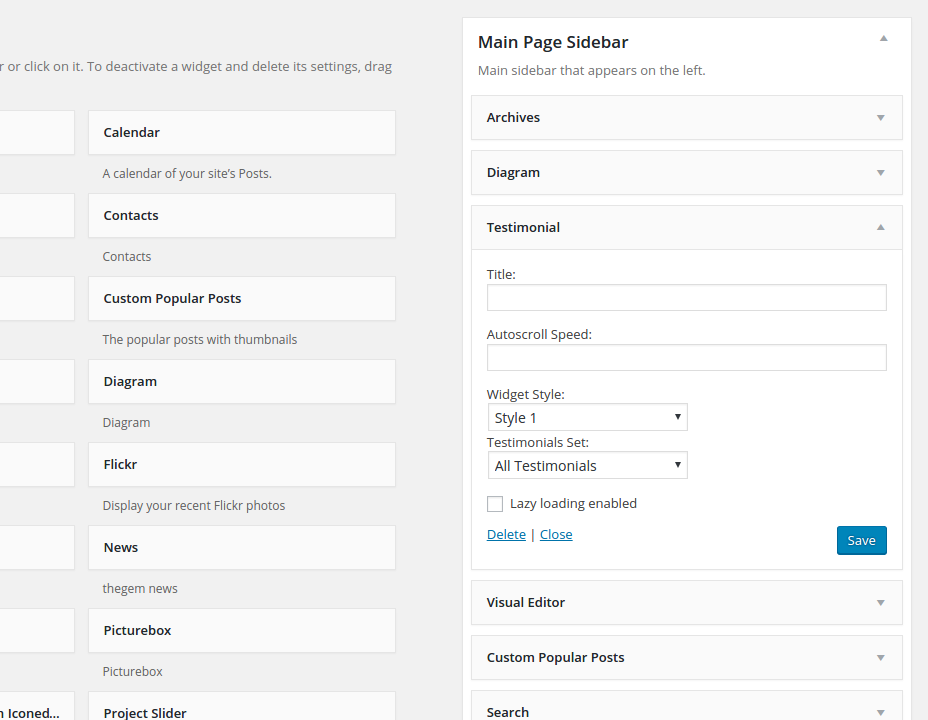 r or click on it. To deactivate a widget and delete its settings, drag
Calendar
A calendar of your site's Posts.
Contacts
Contacts
Custom Popular Posts
The popular posts with thumbnails
Diagram
Diagram
Flickr
Display your recent Flickr photos
News
thegem news
Picturebox
Picturebox
n Iconed...
Project Slider
Main Page Sidebar
Main sidebar that appears on the left.
Archives
Diagram
Testimonial
Title:
Autoscroll Speed:
Widget Style:
Style 1
Testimonials Set:
All Testimonials
Lazy loading enabled
Delete | Close
Save
Visual Editor
Custom Popular Posts
Search